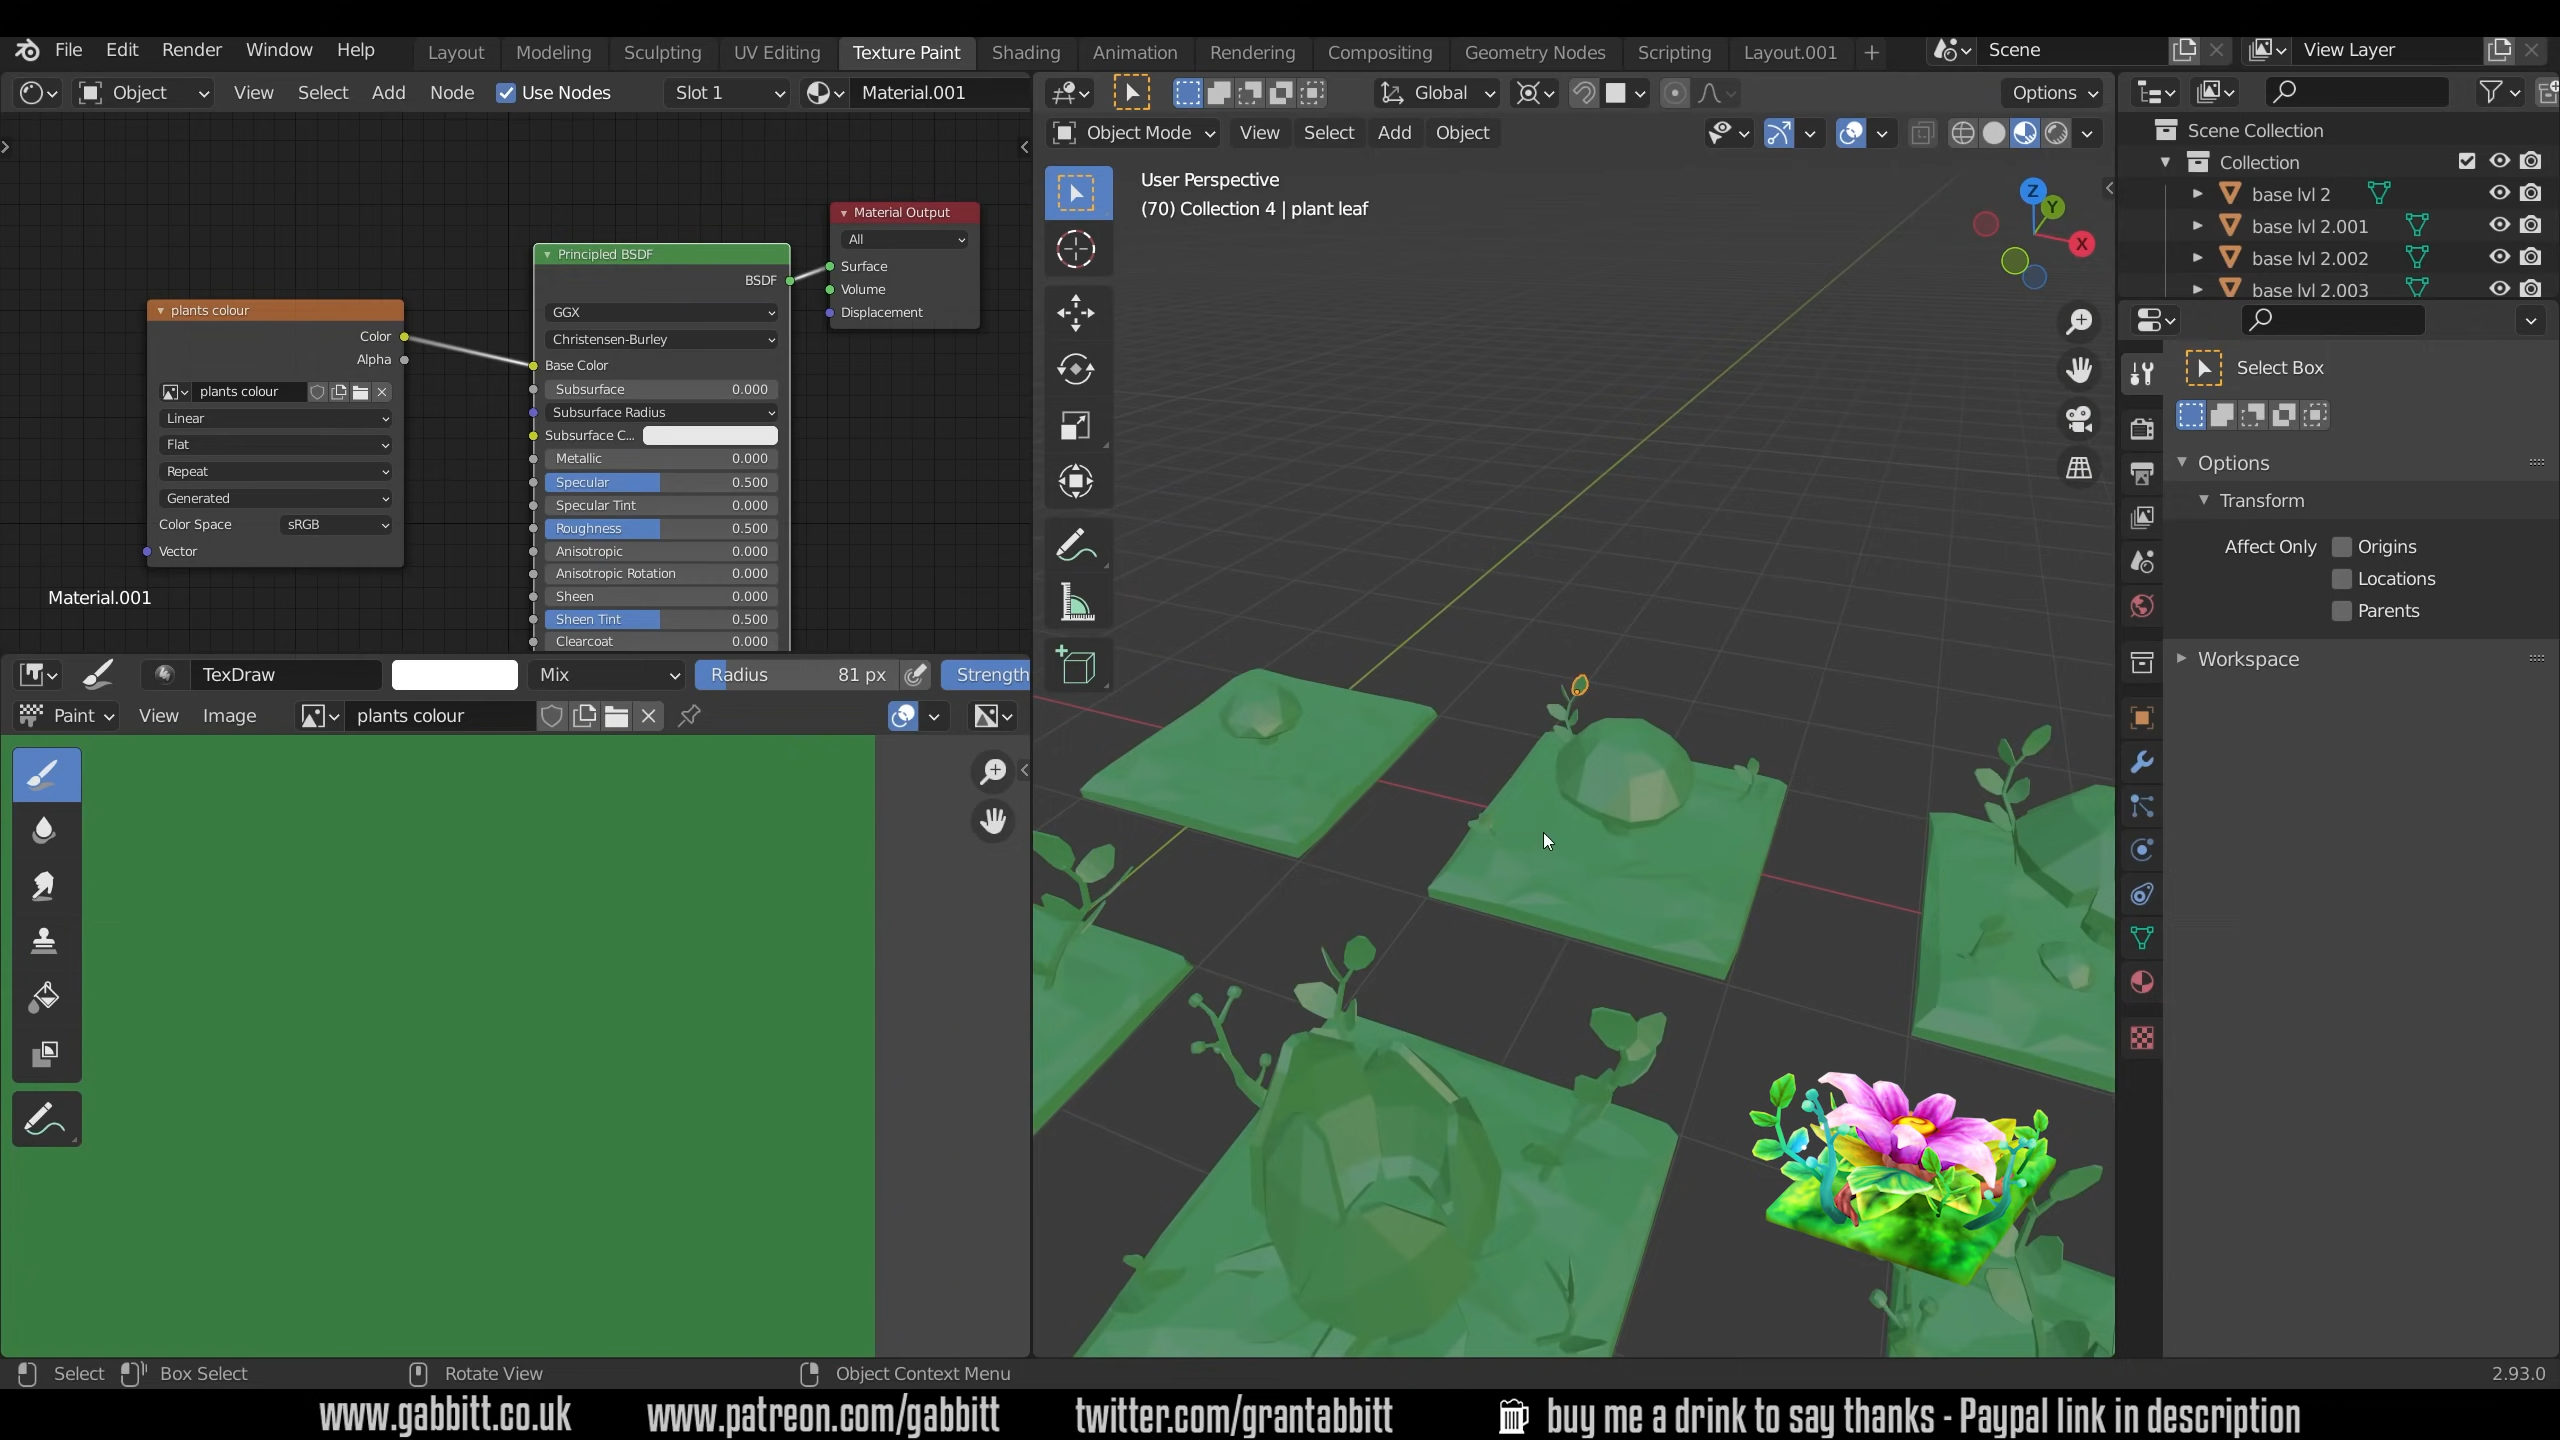 File Edit Render Window Help Layout Modeling Sculpting UV Editing Texture Paint Shading Animation Rendering Compositing Geometry Nodes Scripting Layout.001 Scene View Layer
Object View Select Add Node Use Nodes Slot 1 Material.001
Global Options
Object Mode View Select Add Object
User Perspective
(70) Collection 4 | plant leaf
Z
Y
X
Material Output
All
Surface
Volume
Displacement
Principled BSDF
BSDF
GGX
Christensen-Burley
Base Color
Subsurface 0.000
Subsurface Radius
Subsurface C...
Metallic 0.000
Specular 0.500
Specular Tint 0.000
Roughness 0.500
Anisotropic 0.000
Anisotropic Rotation 0.000
Sheen 0.000
Sheen Tint 0.500
Clearcoat 0.000
plants colour
Color
Alpha
plants colour
Linear
Flat
Repeat
Generated
Color Space sRGB
Vector
Material.001
TexDraw Mix Radius 81 px Strength
Paint View Image plants colour
Scene Collection
Collection
base lvl 2
base lvl 2.001
base lvl 2.002
base lvl 2.003
Select Box
Options
Transform
Affect Only Origins
Locations
Parents
Workspace
Select Box Select Rotate View Object Context Menu 2.93.0
www.gabbitt.co.uk www.patreon.com/gabbitt twitter.com/grantabbitt buy me a drink to say thanks - Paypal link in description